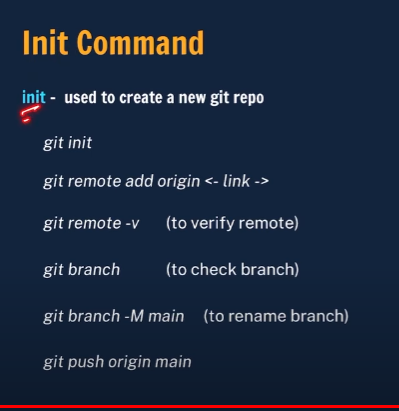 Init Command
init - used to create a new git repo
git init
git remote add origin <- link ->
git remote -v (to verify remote)
git branch (to check branch)
git branch -M main (to rename branch)
git push origin main